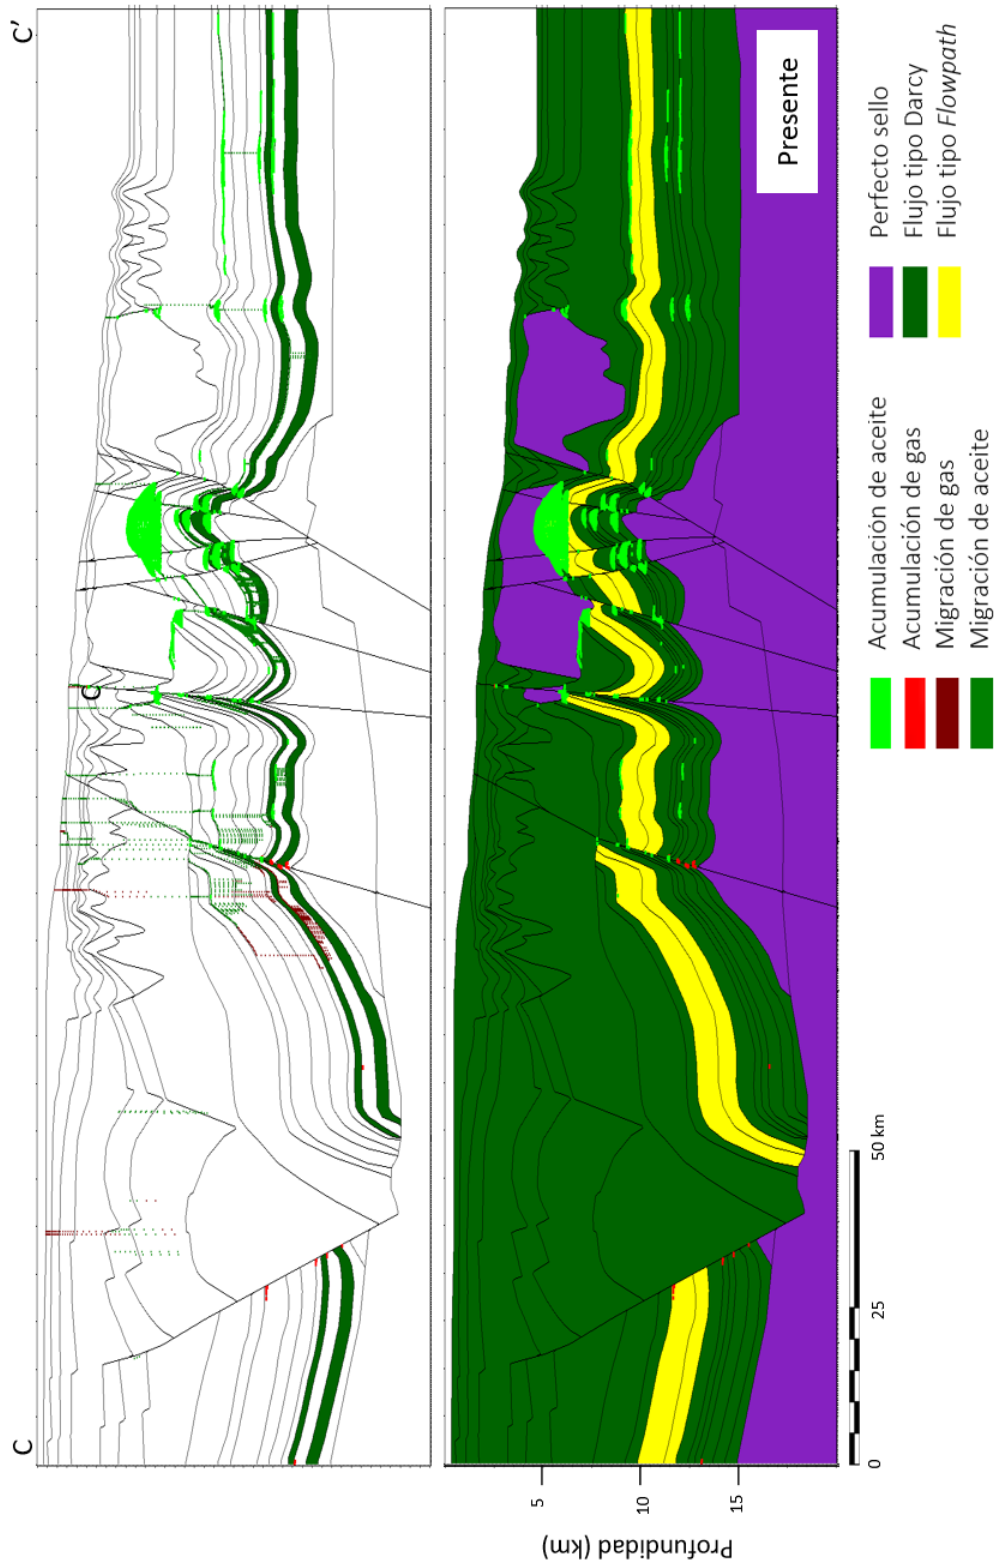 C
C'
C
Presente
Profundidad (km)
5
10
15
0
25
50 km
Acumulación de aceite
Acumulación de gas
Migración de gas
Migración de aceite
Perfecto sello
Flujo tipo Darcy
Flujo tipo Flowpath